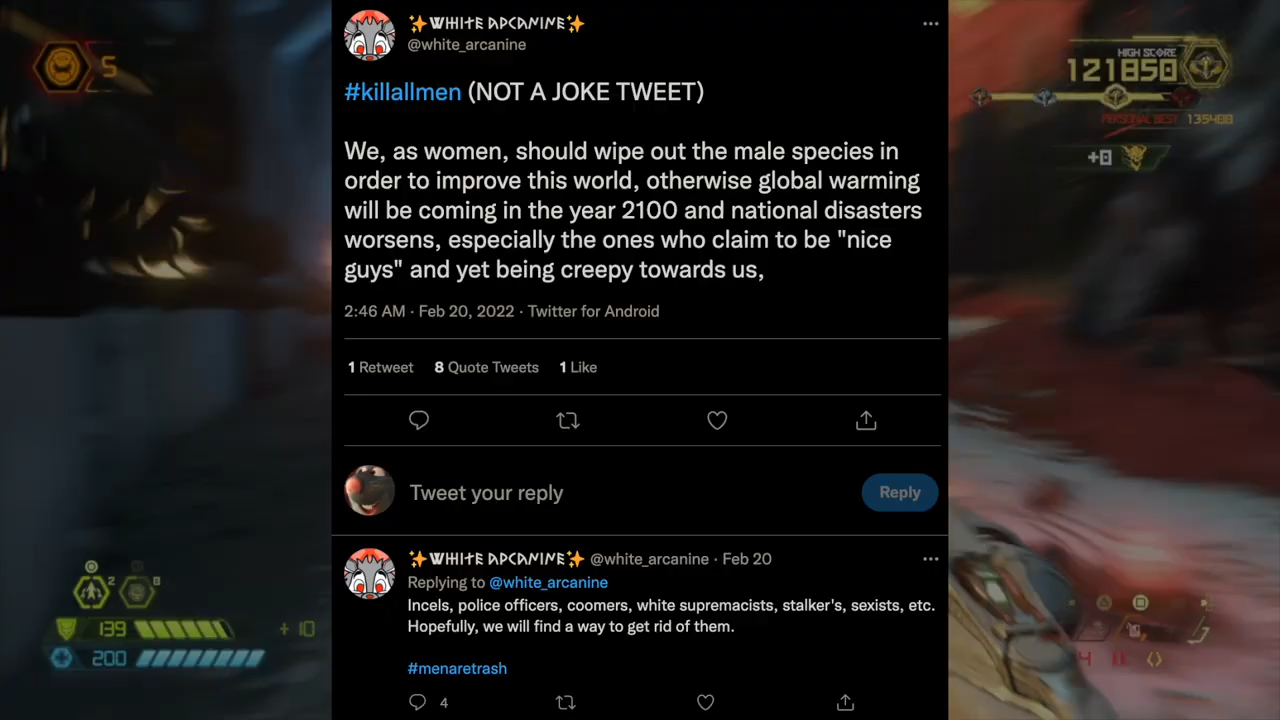 ✨WHITE ARCANINE✨
@white_arcanine
#killallmen (NOT A JOKE TWEET)
We, as women, should wipe out the male species in
order to improve this world, otherwise global warming
will be coming in the year 2100 and national disasters
worsens, especially the ones who claim to be "nice
guys" and yet being creepy towards us,
2:46 AM · Feb 20, 2022 · Twitter for Android
1 Retweet 8 Quote Tweets 1 Like
Tweet your reply
Reply
✨WHITE ARCANINE✨ @white_arcanine · Feb 20
Replying to @white_arcanine
Incels, police officers, coomers, white supremacists, stalker's, sexists, etc.
Hopefully, we will find a way to get rid of them.
#menaretrash
4
5
HIGH SCORE
121850
PERSONAL BEST
+0
2
139
+10
200